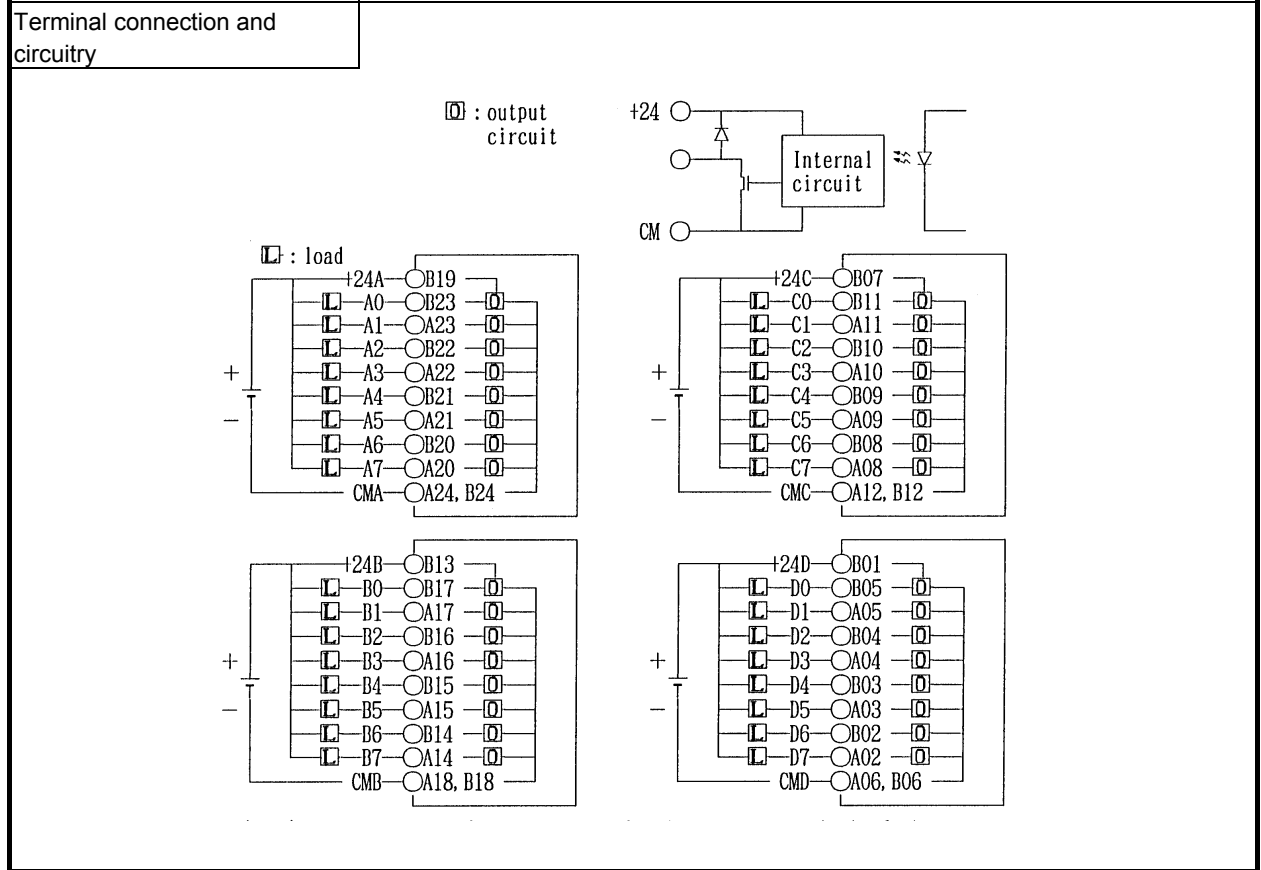 Terminal connection and
circuitry
O : output
circuit
+24
Internal
circuit
CM
L : load
+24A B19
L A0 B23 O
L A1 A23 O
L A2 B22 O
L A3 A22 O
L A4 B21 O
L A5 A21 O
L A6 B20 O
L A7 A20 O
CMA A24, B24
+
−
+24C B07
L C0 B11 O
L C1 A11 O
L C2 B10 O
L C3 A10 O
L C4 B09 O
L C5 A09 O
L C6 B08 O
L C7 A08 O
CMC A12, B12
+
−
+24B B13
L B0 B17 O
L B1 A17 O
L B2 B16 O
L B3 A16 O
L B4 B15 O
L B5 A15 O
L B6 B14 O
L B7 A14 O
CMB A18, B18
+
−
+24D B01
L D0 B05 O
L D1 A05 O
L D2 B04 O
L D3 A04 O
L D4 B03 O
L D5 A03 O
L D6 B02 O
L D7 A02 O
CMD A06, B06
+
−